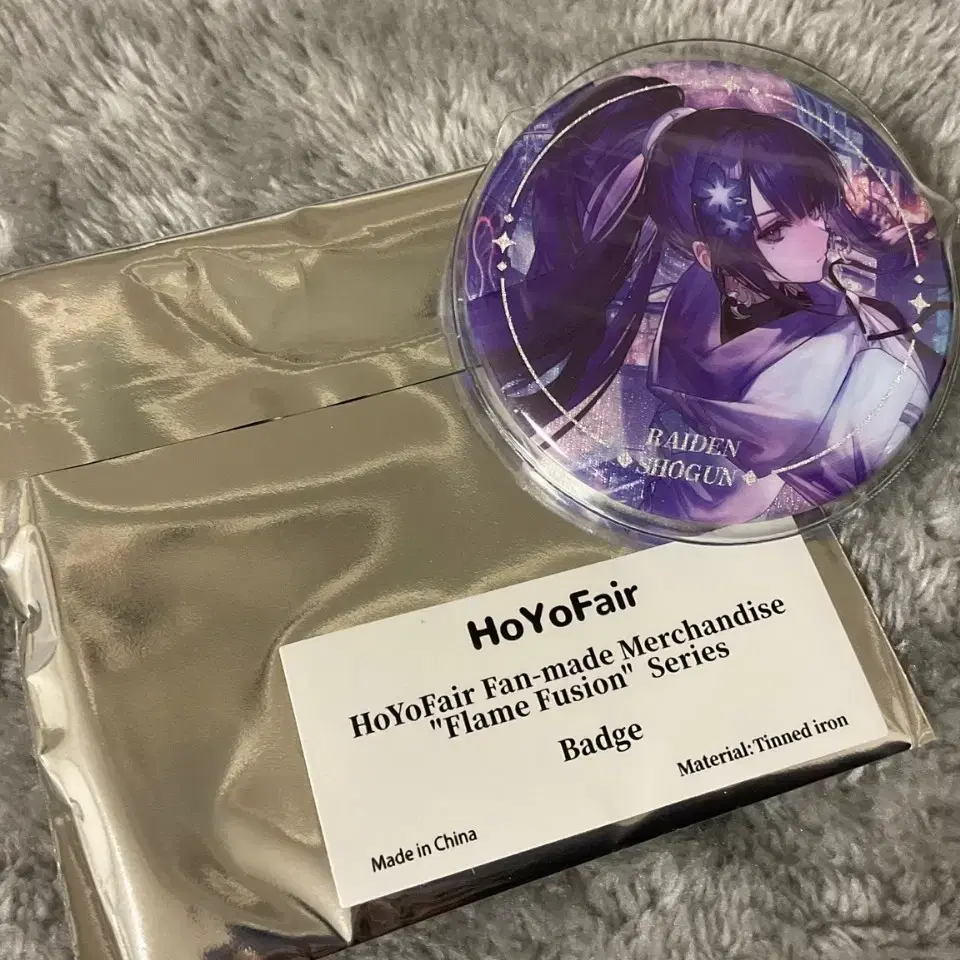 RAIDEN
SHOGUN
HoYoFair
HoYoFair Fan-made Merchandise
"Flame Fusion" Series
Badge
Material: Tinned iron
Made in China